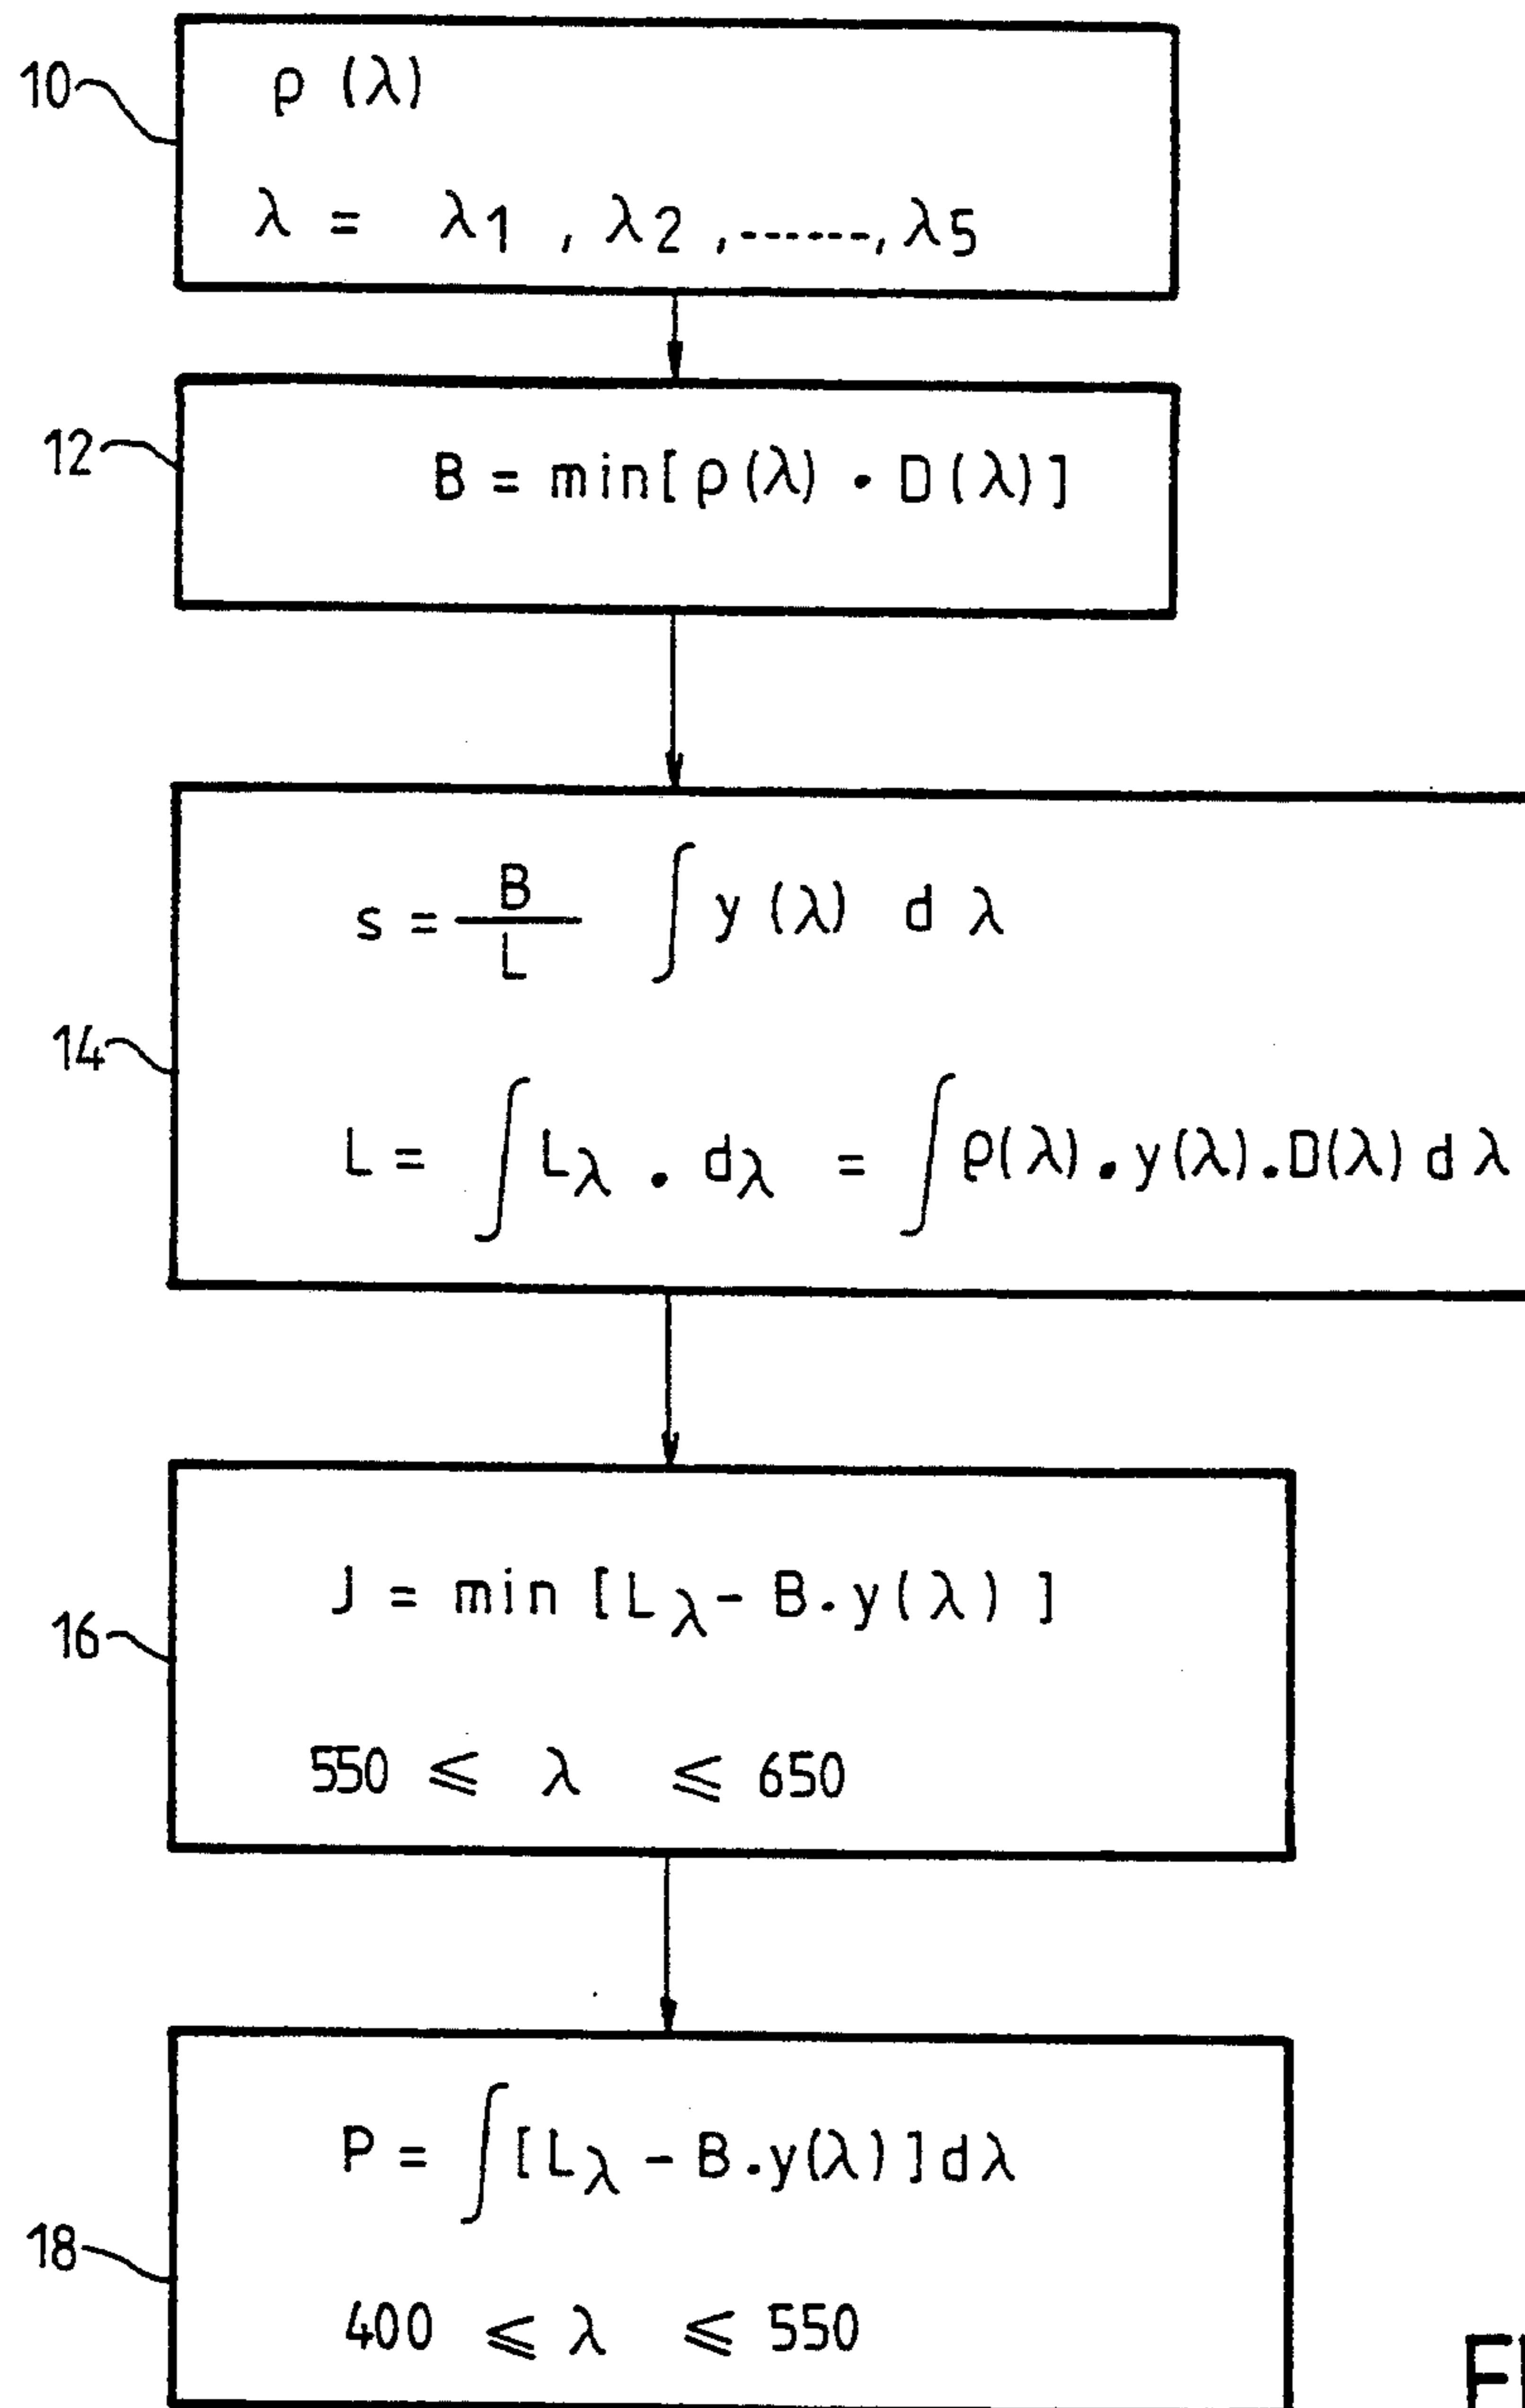 10
ρ (λ)
λ = λ1 , λ2 ,------, λ5
12
B = min[ρ(λ) • D(λ)]
s = B/L ∫ y (λ) d λ
14
L = ∫ Lλ . dλ = ∫ ρ(λ).y(λ).D(λ) d λ
J = min [Lλ - B.y(λ) ]
16
550 ⩽ λ ⩽ 650
P = ∫ [Lλ - B.y(λ)] d λ
18
400 ⩽ λ ⩽ 550